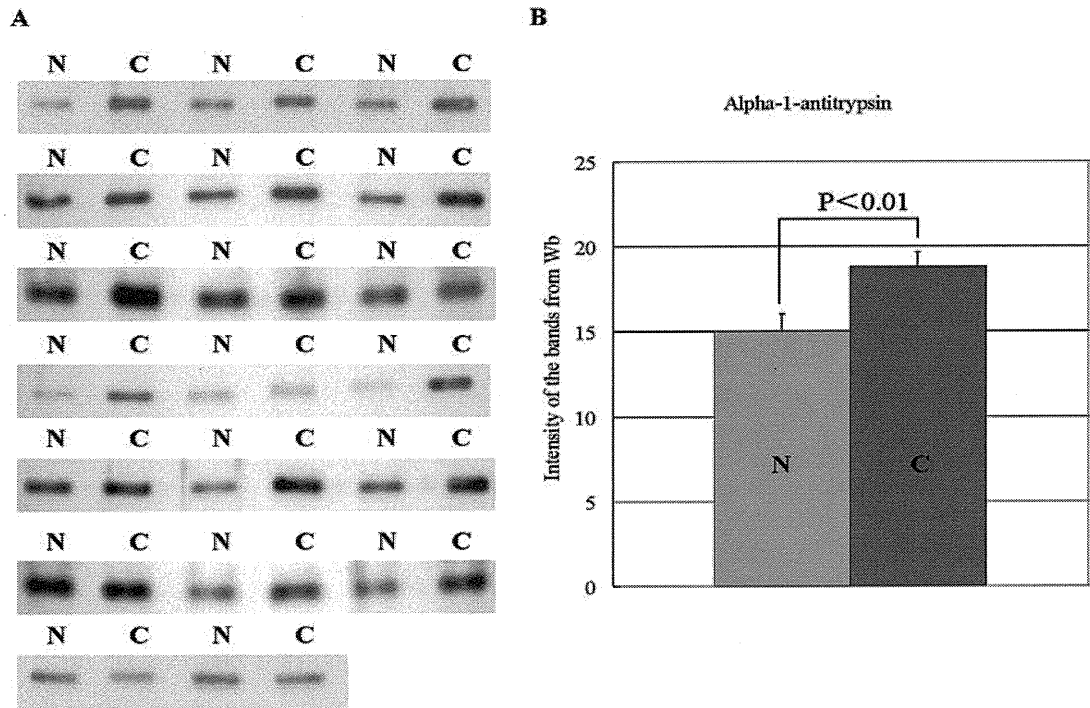 A
N C N C N C
N C N C N C
N C N C N C
N C N C N C
N C N C N C
N C N C N C
N C N C
B
Alpha-1-antitrypsin
Intensity of the bands from Wb
25
20
15
10
5
0
P<0.01
N
C